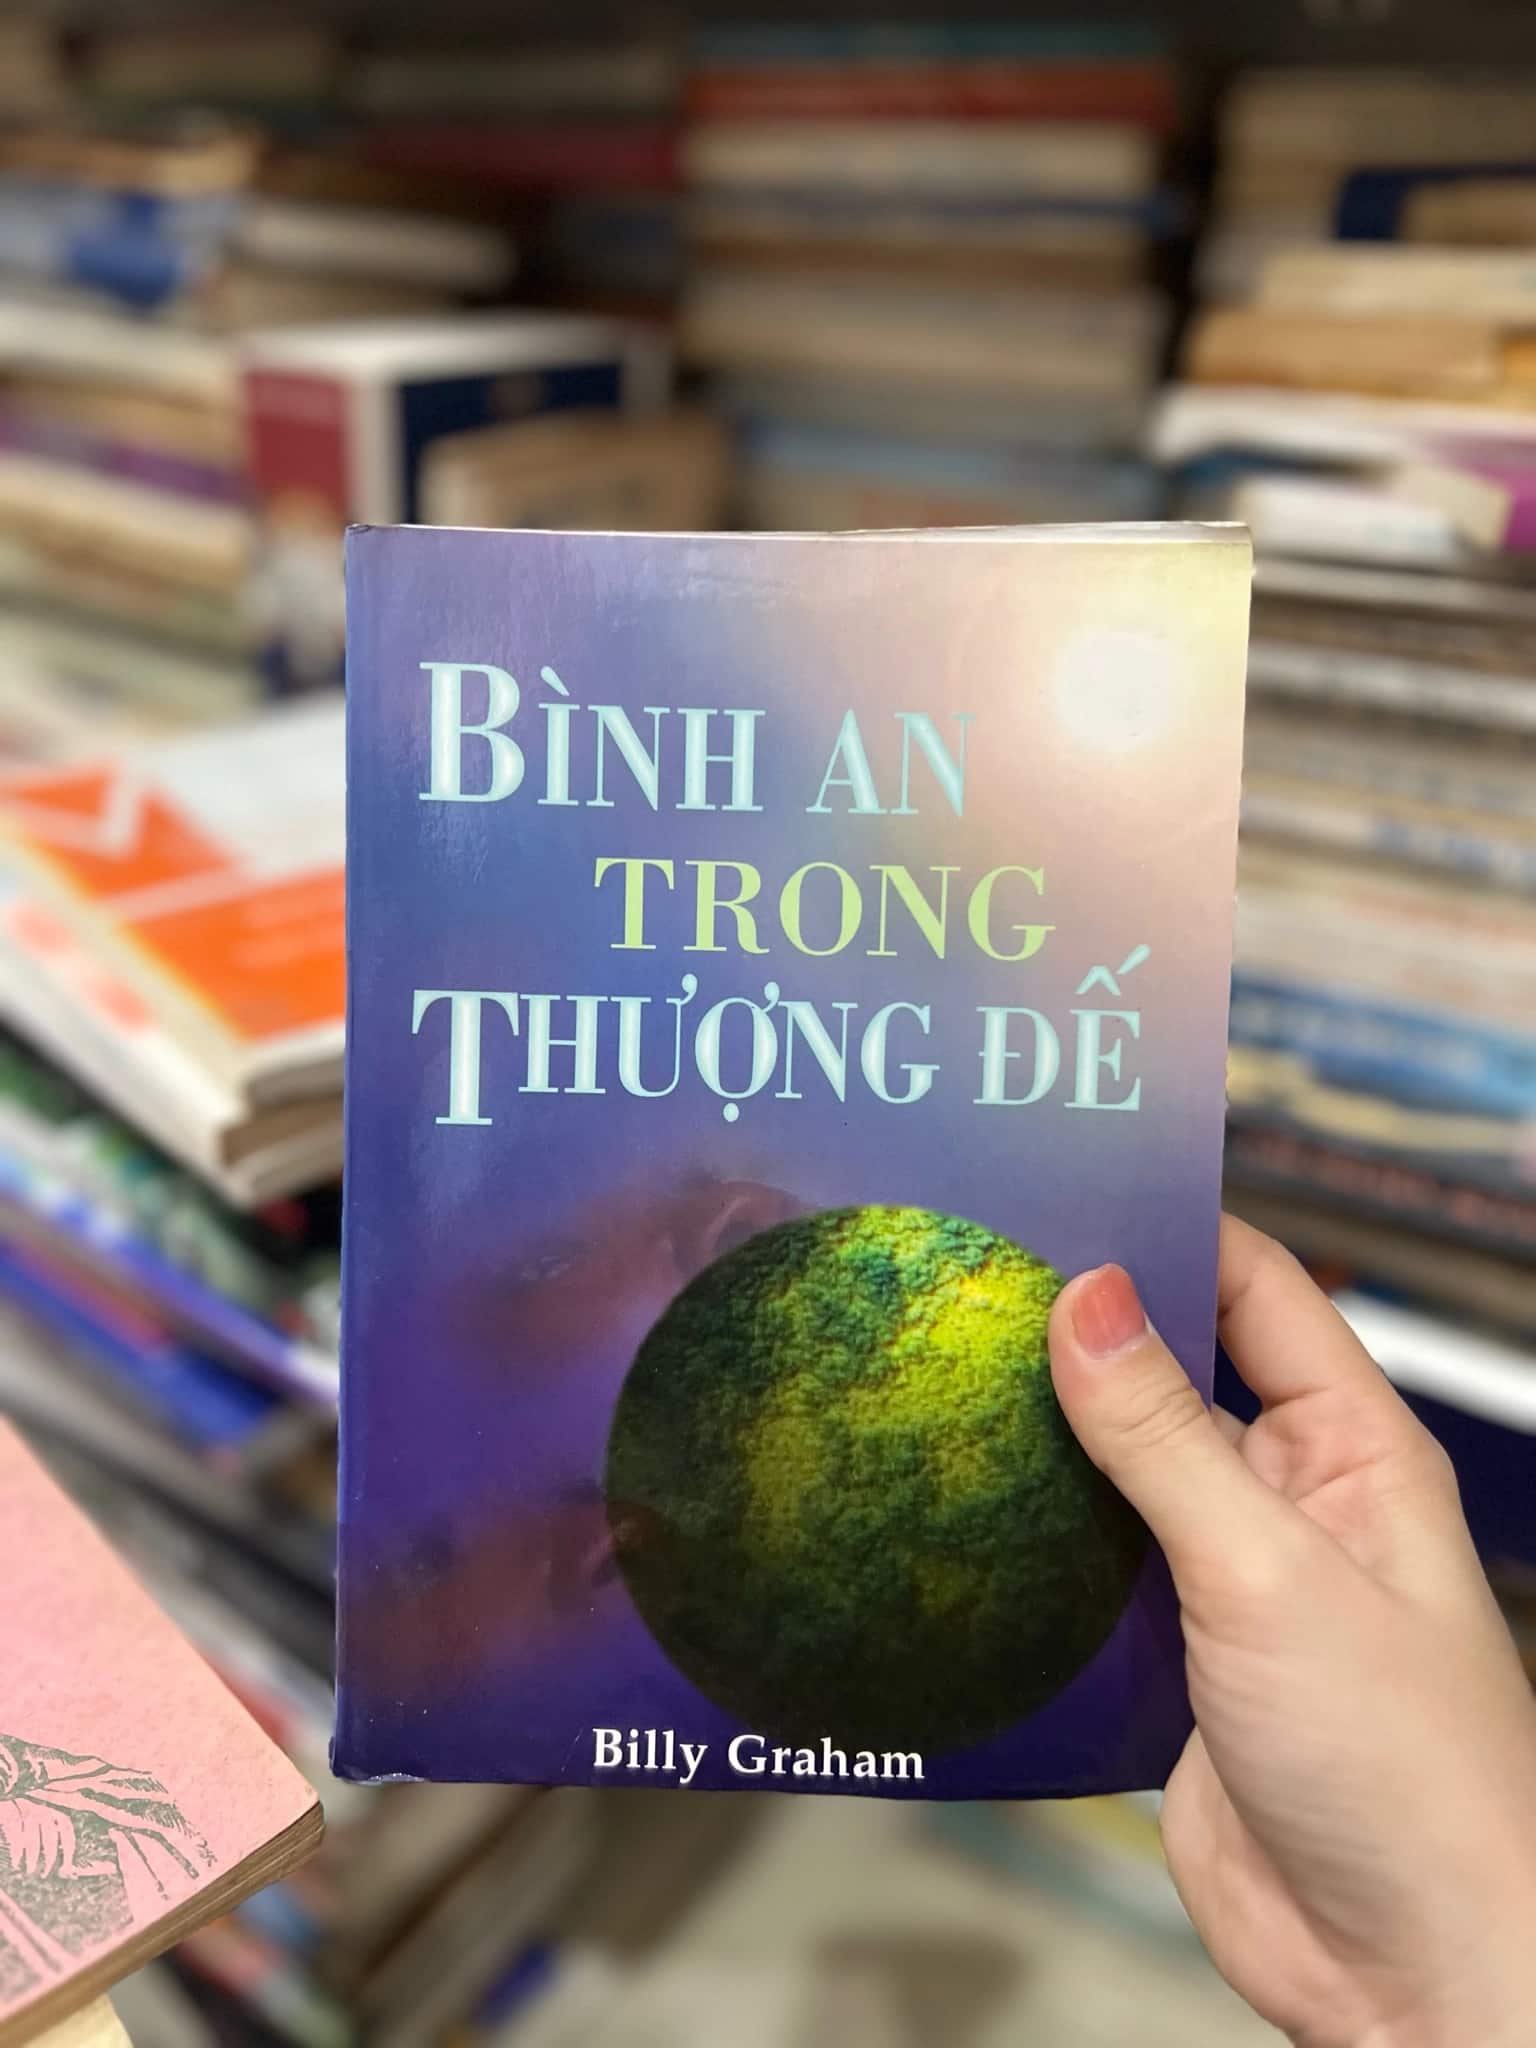 BÌNH AN
TRONG
THƯỢNG ĐẾ
Billy Graham